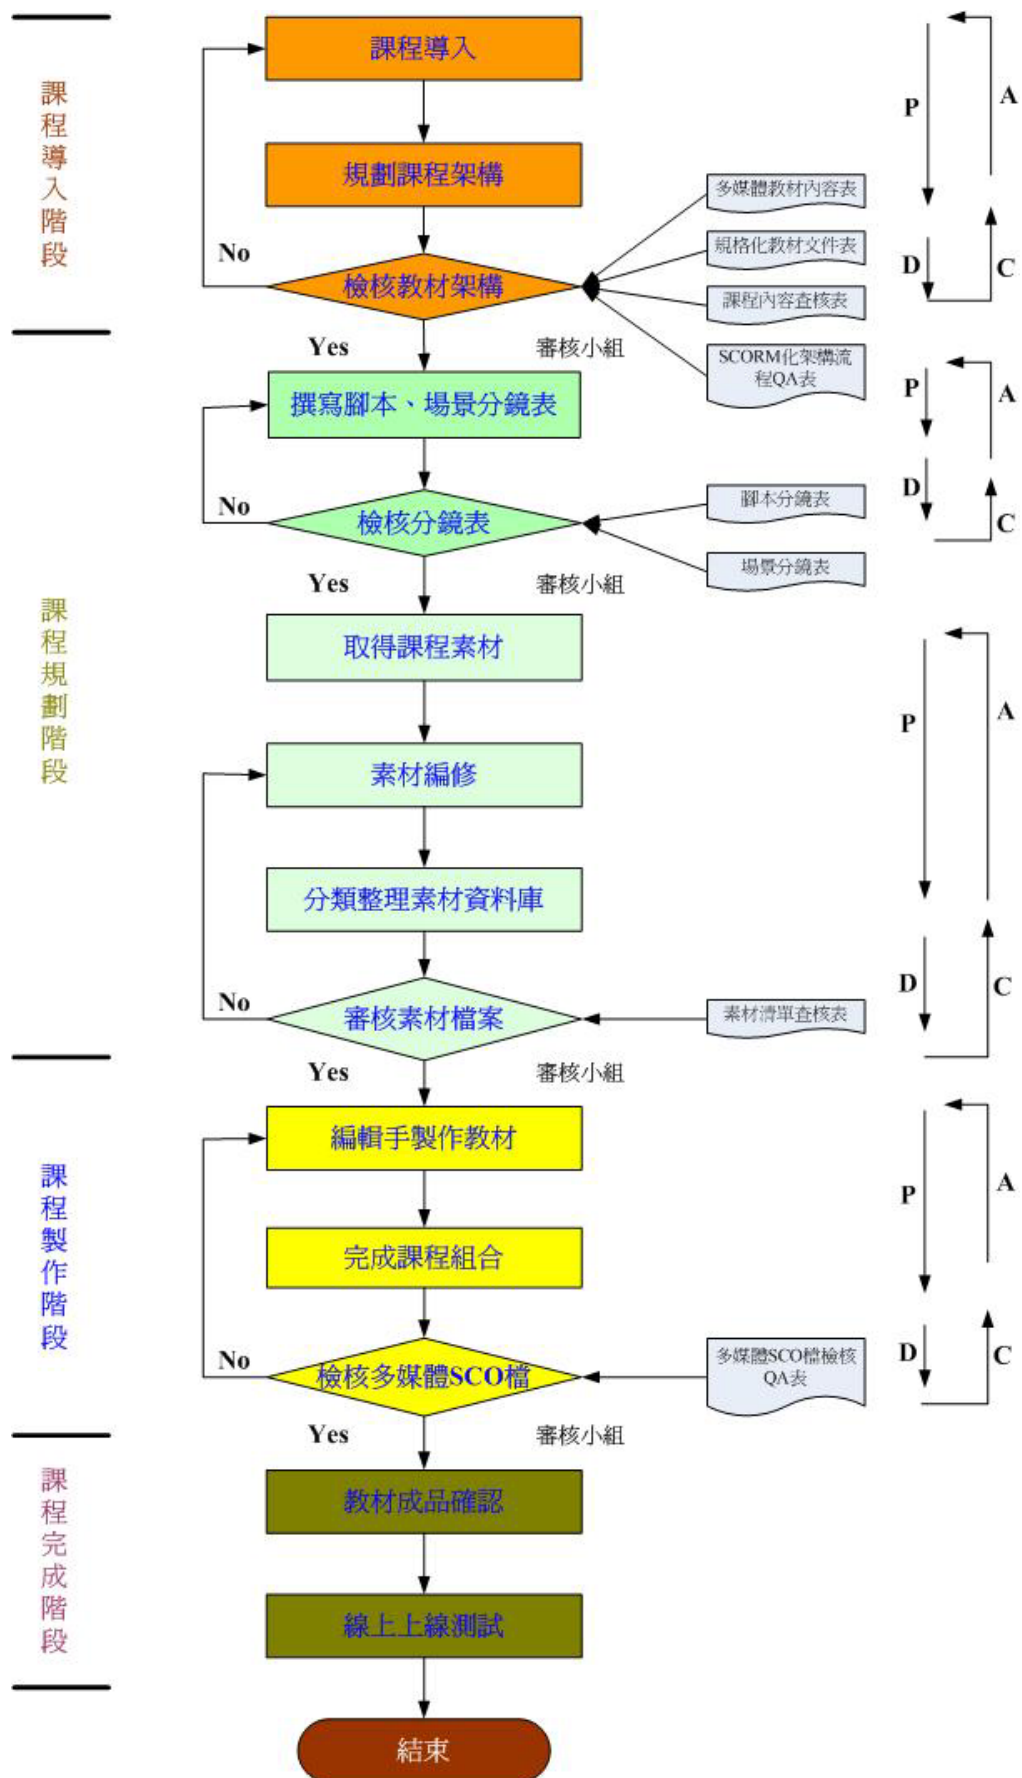 課程導入階段
課程導入
規劃課程架構
No
檢核教材架構
多媒體教材內容表
規格化教材文件表
課程內容查核表
SCORM化架構流
程QA表
Yes
審核小組
P
A
D
C
課程規劃階段
撰寫腳本、場景分鏡表
No
檢核分鏡表
腳本分鏡表
場景分鏡表
Yes
審核小組
P
A
D
C
取得課程素材
素材編修
分類整理素材資料庫
No
審核素材檔案
素材清單查核表
Yes
審核小組
P
A
D
C
課程製作階段
編輯手製作教材
完成課程組合
No
檢核多媒體SCO檔
多媒體SCO檔檢核
QA表
Yes
審核小組
P
A
D
C
課程完成階段
教材成品確認
線上上線測試
結束